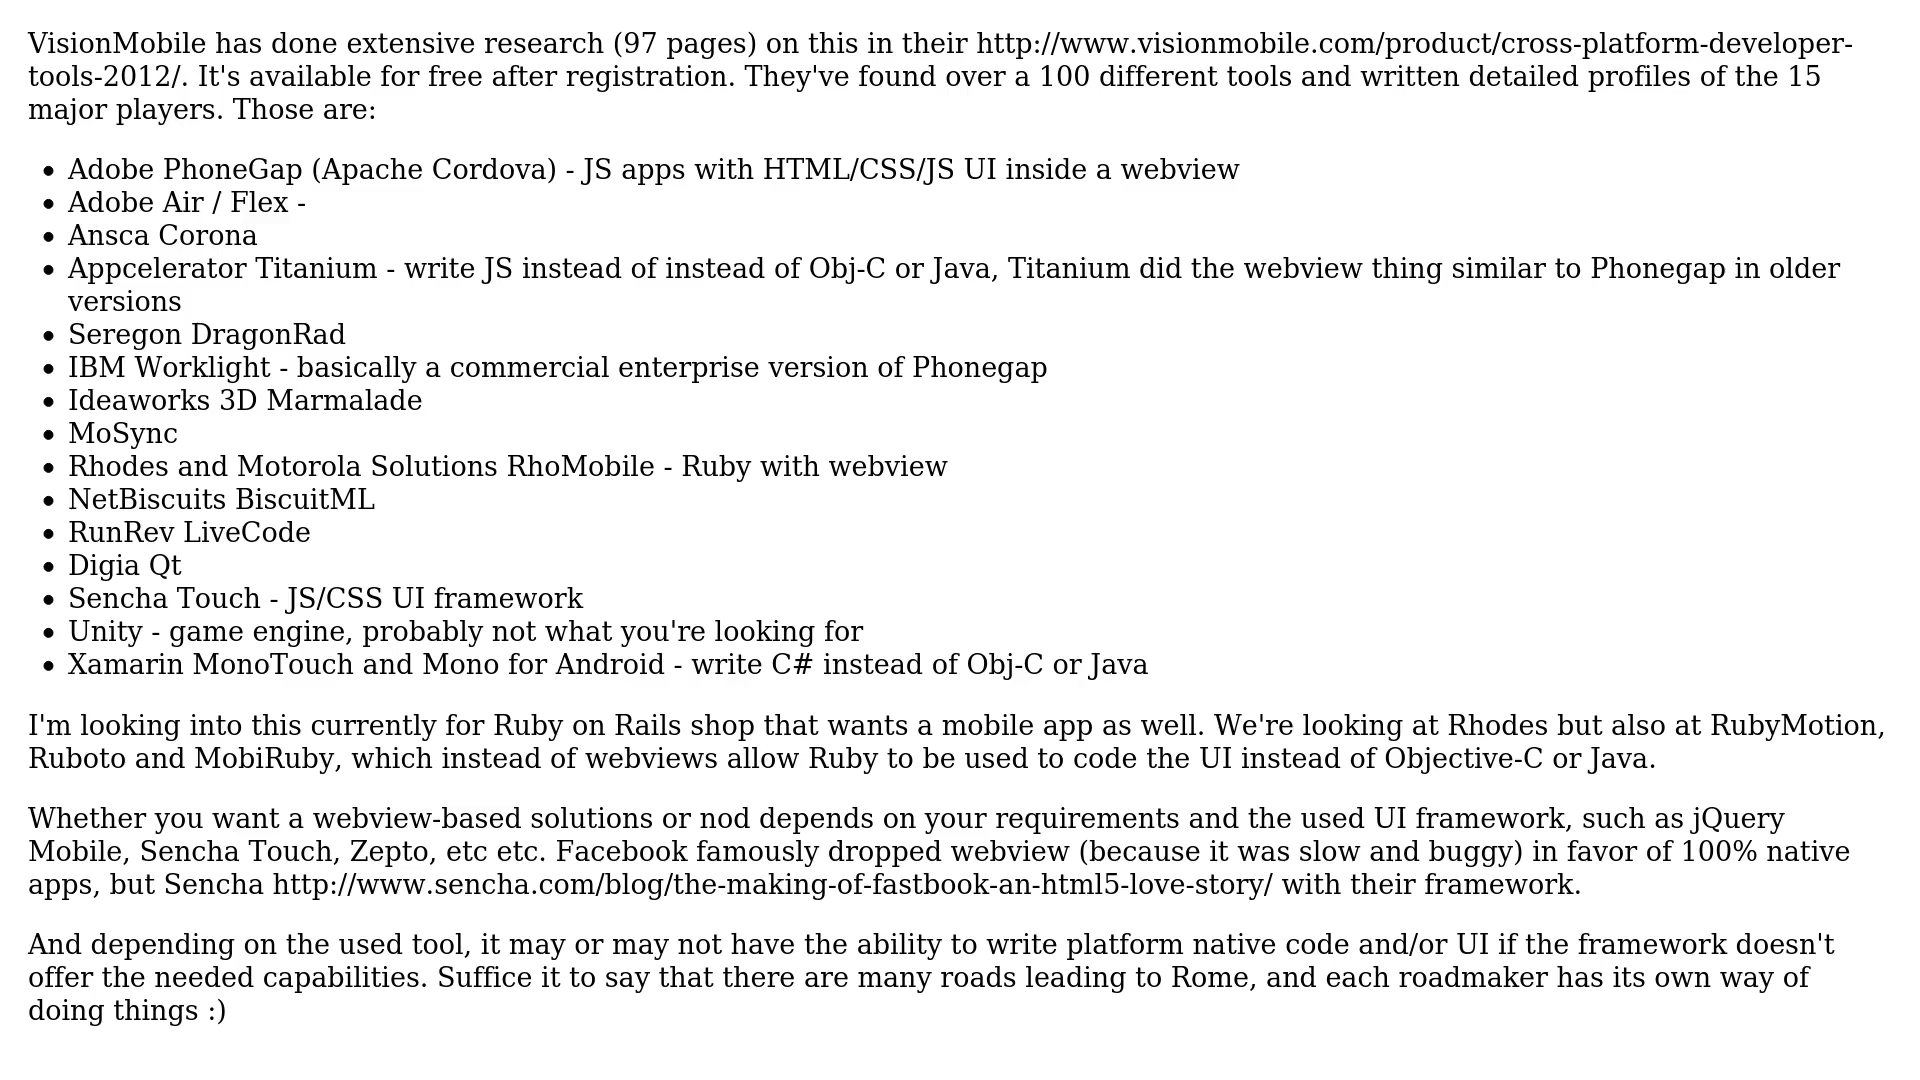 VisionMobile has done extensive research (97 pages) on this in their http://www.visionmobile.com/product/cross-platform-developer-
tools-2012/. It's available for free after registration. They've found over a 100 different tools and written detailed profiles of the 15
major players. Those are:
• Adobe PhoneGap (Apache Cordova) - JS apps with HTML/CSS/JS UI inside a webview
• Adobe Air / Flex -
• Ansca Corona
• Appcelerator Titanium - write JS instead of instead of Obj-C or Java, Titanium did the webview thing similar to Phonegap in older
versions
• Seregon DragonRad
• IBM Worklight - basically a commercial enterprise version of Phonegap
• Ideaworks 3D Marmalade
• MoSync
• Rhodes and Motorola Solutions RhoMobile - Ruby with webview
• NetBiscuits BiscuitML
• RunRev LiveCode
• Digia Qt
• Sencha Touch - JS/CSS UI framework
• Unity - game engine, probably not what you're looking for
• Xamarin MonoTouch and Mono for Android - write C# instead of Obj-C or Java
I'm looking into this currently for Ruby on Rails shop that wants a mobile app as well. We're looking at Rhodes but also at RubyMotion,
Ruboto and MobiRuby, which instead of webviews allow Ruby to be used to code the UI instead of Objective-C or Java.
Whether you want a webview-based solutions or nod depends on your requirements and the used UI framework, such as jQuery
Mobile, Sencha Touch, Zepto, etc etc. Facebook famously dropped webview (because it was slow and buggy) in favor of 100% native
apps, but Sencha http://www.sencha.com/blog/the-making-of-fastbook-an-html5-love-story/ with their framework.
And depending on the used tool, it may or may not have the ability to write platform native code and/or UI if the framework doesn't
offer the needed capabilities. Suffice it to say that there are many roads leading to Rome, and each roadmaker has its own way of
doing things :)